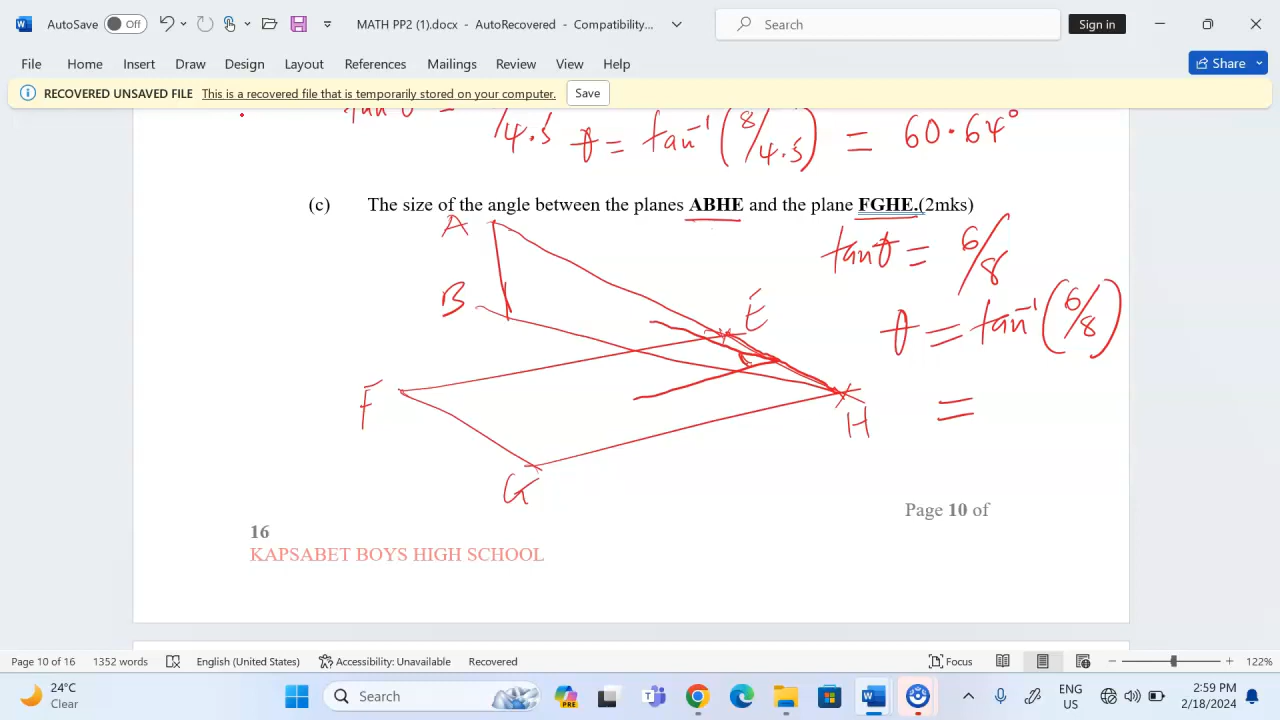 AutoSave Off MATH PP2 (1).docx - AutoRecovered - Compatibility... Search Sign in
File Home Insert Draw Design Layout References Mailings Review View Help Share
RECOVERED UNSAVED FILE This is a recovered file that is temporarily stored on your computer. Save
tan θ = /4.5 θ = tan⁻¹ (8/4.5) = 60.64°
(c) The size of the angle between the planes ABHE and the plane FGHE.(2mks)
A
tanθ = 6/8
B
E
θ = tan⁻¹(6/8)
F
=
H
G
Page 10 of
16
KAPSABET BOYS HIGH SCHOOL
Page 10 of 16 1352 words English (United States) Accessibility: Unavailable Recovered Focus 122%
24°C
Clear
Search
PRE
ENG
US
2:59 PM
2/18/2024